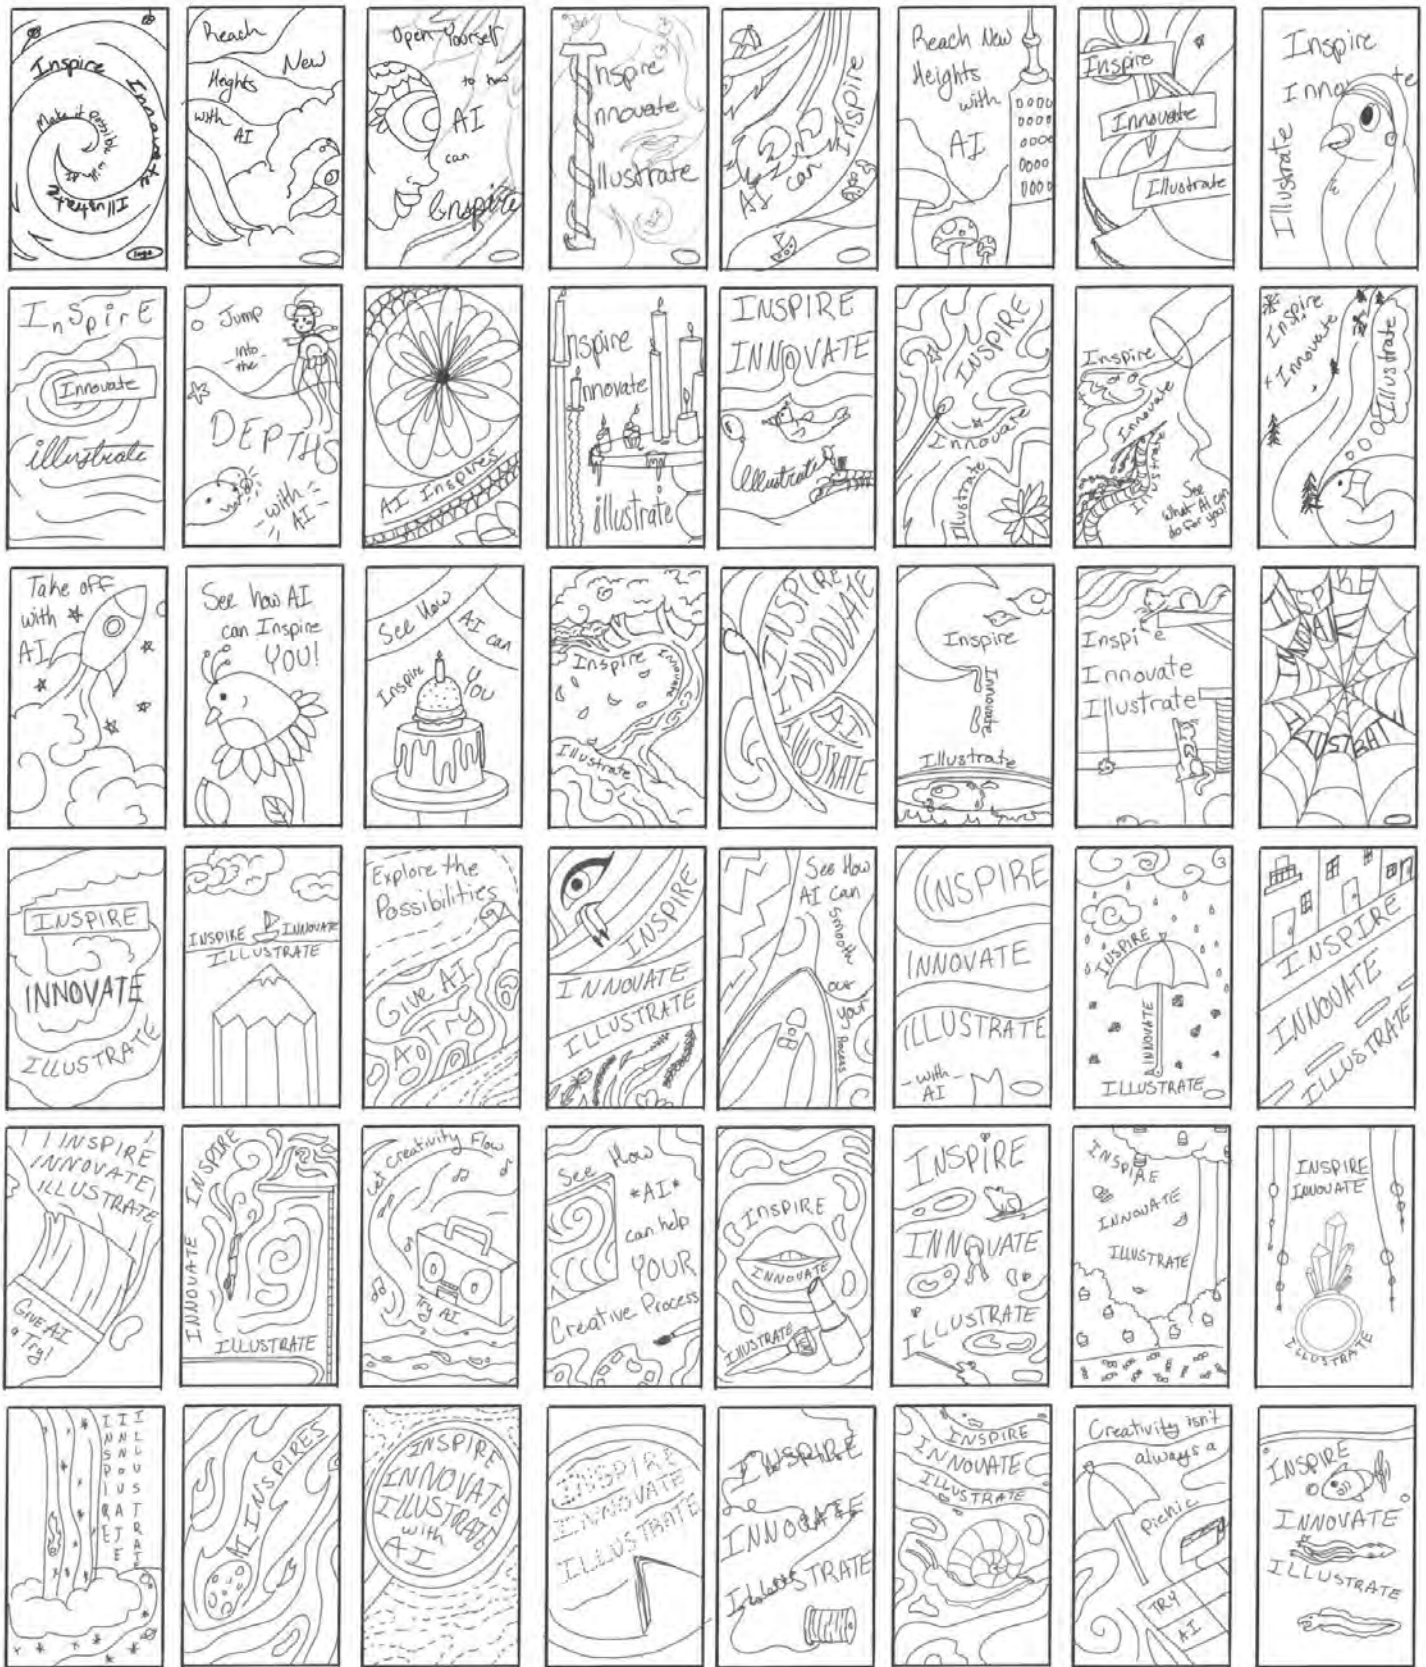 Inspire
Innovate
Illustrate
Make it possible with AI
logo
Reach
New
Heights
with
AI
Open Yourself
to how
AI
can
Inspire
Inspire
Innovate
Illustrate
AI can
Inspire
Reach New
Heights
with
AI
Inspire
Innovate
Illustrate
Inspire
Innovate
Illustrate
InSpirE
Innovate
illustrate
Jump
into
the
DEPTHS
with
AI
AI Inspires
Inspire
Innovate
illustrate
INSPIRE
INNOVATE
Illustrate
INSPIRE
Innovate
Illustrate
Inspire
Innovate
Illustrate
See
What AI can
do for you!
Inspire
Innovate
Illustrate
Take off
with
AI
See how AI
can Inspire
YOU!
See How
AI can
Inspire
YOU
Inspire
Innovate
Illustrate
INSPIRE
INNOVATE
AI
ILLUSTRATE
Inspire
Innovate
Illustrate
Inspire
Innovate
Illustrate
INSPIRE
INNOVATE
ILLUSTRATE
INSPIRE
INNOVATE
ILLUSTRATE
Explore the
Possibilities
Give AI
A Try
INSPIRE
INNOVATE
ILLUSTRATE
See How
AI can
Smooth
out
your
Process
INSPIRE
INNOVATE
ILLUSTRATE
- with -
AI
INSPIRE
INNOVATE
ILLUSTRATE
INSPIRE
INNOVATE
ILLUSTRATE
INSPIRE
INNOVATE
ILLUSTRATE
Give AI
a Try!
INSPIRE
INNOVATE
ILLUSTRATE
Let Creativity Flow
Try AI
See How
*AI*
can help
YOUR
Creative Process
INSPIRE
INNOVATE
ILLUSTRATE
INSPIRE
INNOVATE
ILLUSTRATE
INSPIRE
INNOVATE
ILLUSTRATE
INSPIRE
INNOVATE
ILLUSTRATE
INSPIRE
INNOVATE
ILLUSTRATE
AI INSPIRES
INSPIRE
INNOVATE
ILLUSTRATE
with
AI
INSPIRE
INNOVATE
ILLUSTRATE
INSPIRE
INNOVATE
ILLUSTRATE
INSPIRE
INNOVATE
ILLUSTRATE
Creativity isn't
always a
picnic
TRY
AI
INSPIRE
INNOVATE
ILLUSTRATE